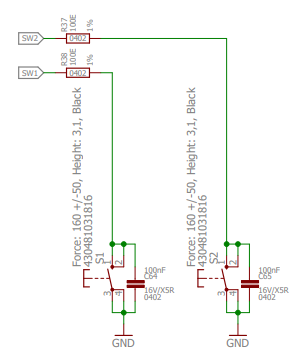 R37
100E
SW2
0402
1%
R38
100E
SW1
0402
1%
Force: 160 +/-50, Height: 3,1, Black
430481031816
S1
1 2
3 4
100nF
C64
16V/X5R
0402
GND
Force: 160 +/-50, Height: 3,1, Black
430481031816
S2
1 2
3 4
100nF
C65
16V/X5R
0402
GND